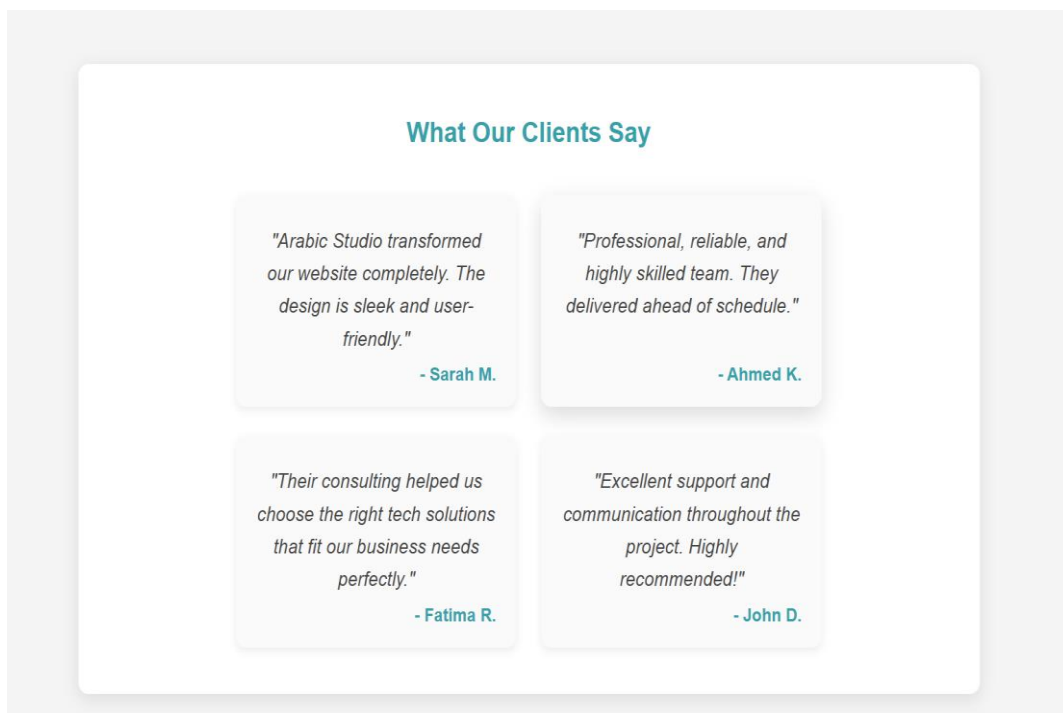 What Our Clients Say
"Arabic Studio transformed
our website completely. The
design is sleek and user-
friendly."
- Sarah M.
"Professional, reliable, and
highly skilled team. They
delivered ahead of schedule."
- Ahmed K.
"Their consulting helped us
choose the right tech solutions
that fit our business needs
perfectly."
- Fatima R.
"Excellent support and
communication throughout the
project. Highly
recommended!"
- John D.